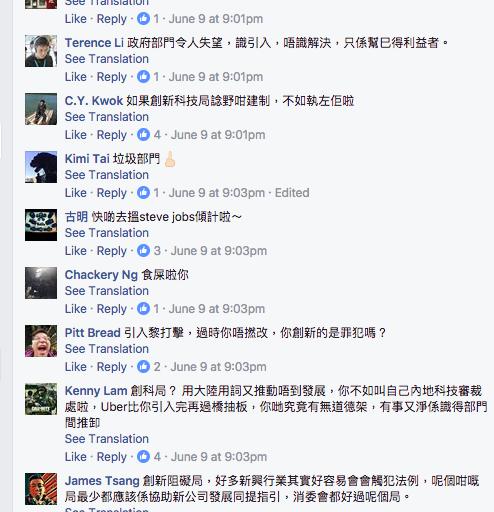 See Translation
Like · Reply · 1 · June 9 at 9:01pm
Terence Li 政府部門令人失望，識引入，唔識解決，只係幫巳得利益者。
See Translation
Like · Reply · 1 · June 9 at 9:01pm
C.Y. Kwok 如果創新科技局諗野咁建制，不如執左佢啦
See Translation
Like · Reply · 4 · June 9 at 9:01pm
Kimi Tai 垃圾部門🖕🏻
See Translation
Like · Reply · 1 · June 9 at 9:03pm · Edited
古明 快啲去搵steve jobs傾計啦～
See Translation
Like · Reply · 3 · June 9 at 9:03pm
Chackery Ng 食屎啦你
See Translation
Like · Reply · 1 · June 9 at 9:03pm
Pitt Bread 引入黎打擊，過時你唔撚改，你創新的是罪犯嗎？
See Translation
Like · Reply · 2 · June 9 at 9:03pm
Kenny Lam 創科局？ 用大陸用詞又推動唔到發展，你不如叫自己內地科技審裁
處啦，Uber比你引入完再過橋抽板，你哋究竟有無道德架，有事又淨係識得部門
間推卸
See Translation
Like · Reply · 4 · June 9 at 9:03pm
James Tsang 創新阻礙局，好多新興行業其實好容易會會觸犯法例，呢個咁嘅
局最少都應該係協助新公司發展同提指引，消委會都好過呢個局。
See Translation